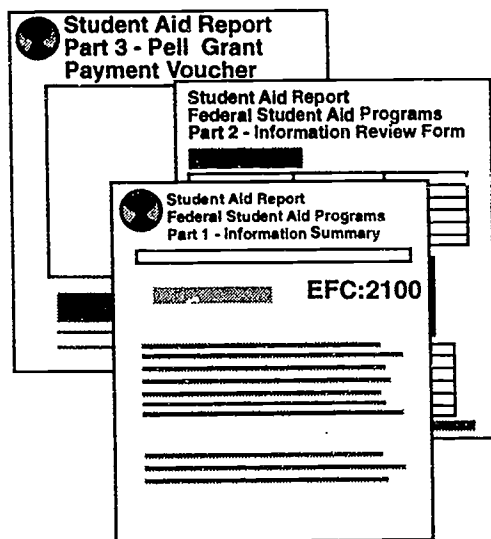 Student Aid Report
Part 3 - Pell Grant
Payment Voucher
Student Aid Report
Federal Student Aid Programs
Part 2 - Information Review Form
Student Aid Report
Federal Student Aid Programs
Part 1 - Information Summary
EFC:2100